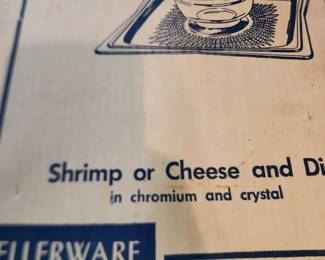 Shrimp or Cheese and Di
in chromium and crystal
ELLERWARE